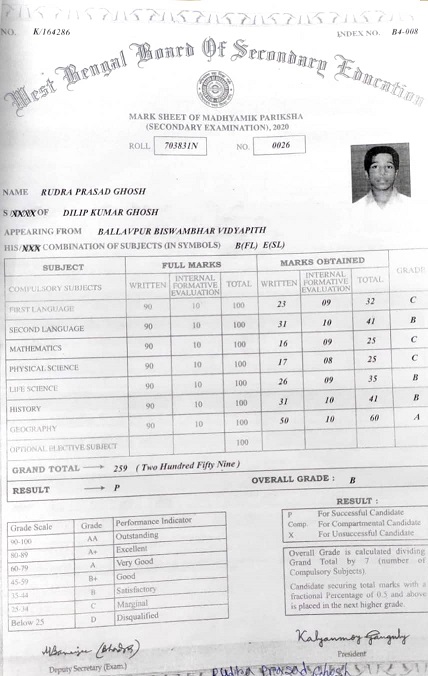 NO. K/164286 INDEX NO. B4-008
West Bengal Board Of Secondary Education
MARK SHEET OF MADHYAMIK PARIKSHA
(SECONDARY EXAMINATION), 2020
ROLL 703831N NO. 0026
NAME RUDRA PRASAD GHOSH
S/XXXX OF DILIP KUMAR GHOSH
APPEARING FROM BALLAVPUR BISWAMBHAR VIDYAPITH
HIS/XXX COMBINATION OF SUBJECTS (IN SYMBOLS) B(FL) E(SL)
SUBJECT FULL MARKS MARKS OBTAINED GRADE
COMPULSORY SUBJECTS WRITTEN INTERNAL FORMATIVE EVALUATION TOTAL WRITTEN INTERNAL FORMATIVE EVALUATION TOTAL
FIRST LANGUAGE 90 10 100 23 09 32 C
SECOND LANGUAGE 90 10 100 31 10 41 B
MATHEMATICS 90 10 100 16 09 25 C
PHYSICAL SCIENCE 90 10 100 17 08 25 C
LIFE SCIENCE 90 10 100 26 09 35 B
HISTORY 90 10 100 31 10 41 B
GEOGRAPHY 90 10 100 50 10 60 A
OPTIONAL ELECTIVE SUBJECT 100
GRAND TOTAL → 259 ( Two Hundred Fifty Nine )
RESULT → P OVERALL GRADE : B
Grade Scale Grade Performance Indicator
90-100 AA Outstanding
80-89 A+ Excellent
60-79 A Very Good
45-59 B+ Good
35-44 B Satisfactory
25-34 C Marginal
Below 25 D Disqualified
RESULT :
P For Successful Candidate
Comp. For Compartmental Candidate
X For Unsuccessful Candidate
Overall Grade is calculated dividing
Grand Total by 7 (number of
Compulsory Subjects).
Candidate securing total marks with a
fractional Percentage of 0.5 and above
is placed in the next higher grade.
Deputy Secretary (Exam.)
Kalyanmoy Ganguly
President
Rudra Prasad Ghosh